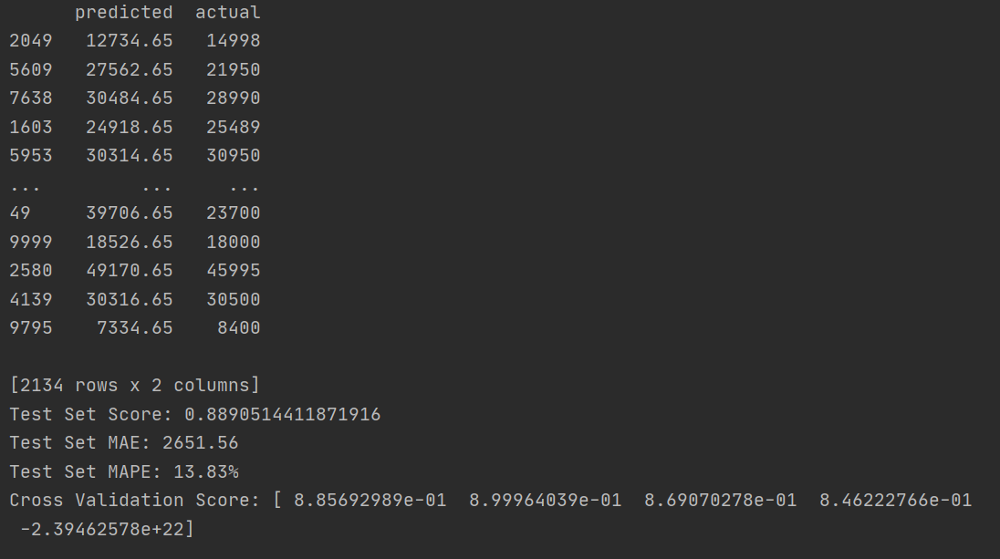 predicted  actual
2049   12734.65   14998
5609   27562.65   21950
7638   30484.65   28990
1603   24918.65   25489
5953   30314.65   30950
...         ...     ...
49     39706.65   23700
9999   18526.65   18000
2580   49170.65   45995
4139   30316.65   30500
9795    7334.65    8400
[2134 rows x 2 columns]
Test Set Score: 0.8890514411871916
Test Set MAE: 2651.56
Test Set MAPE: 13.83%
Cross Validation Score: [ 8.85692989e-01  8.99964039e-01  8.69070278e-01  8.46222766e-01
 -2.39462578e+22]